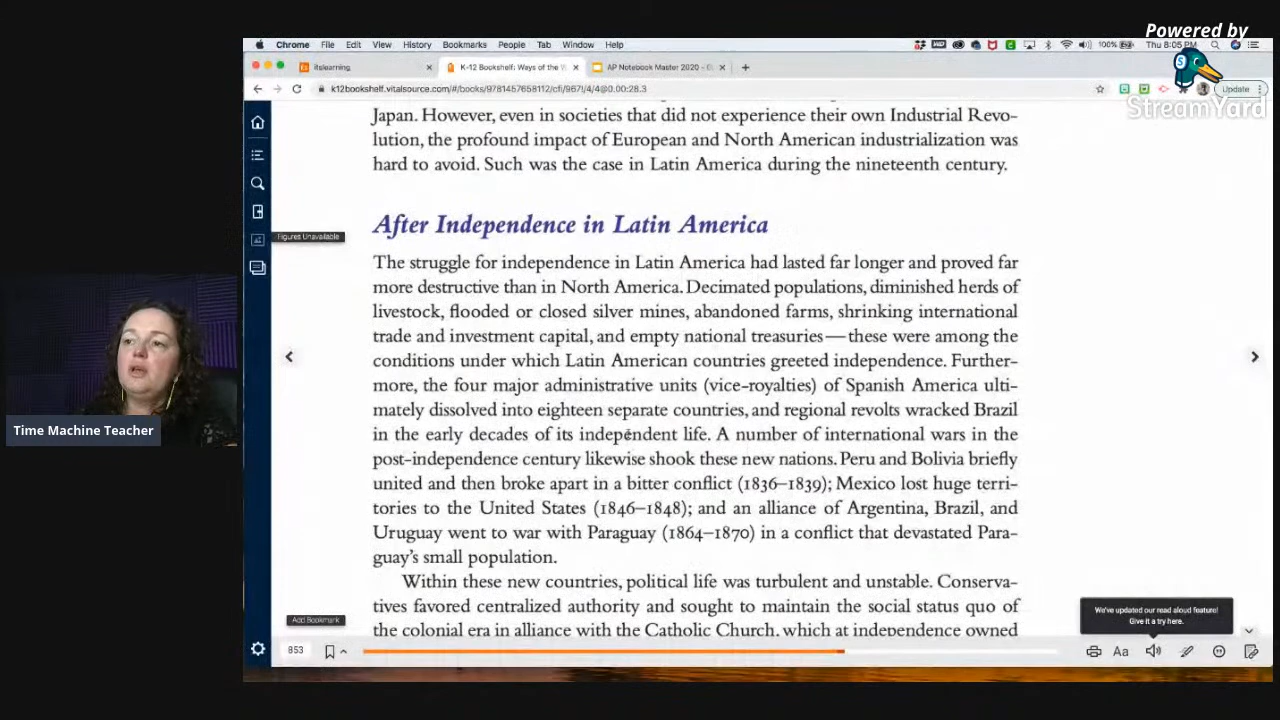 Powered by
StreamYard
Chrome File Edit View History Bookmarks People Tab Window Help
100%
Thu 8:05 PM
itslearning
K-12 Bookshelf: Ways of the W
AP Notebook Master 2020 -
k12bookshelf.vitalsource.com/#/books/9781457658112/cfi/967!/4/4@0.00:28.3
Update
Japan. However, even in societies that did not experience their own Industrial Revo-
lution, the profound impact of European and North American industrialization was
hard to avoid. Such was the case in Latin America during the nineteenth century.
After Independence in Latin America
Figures Unavailable
The struggle for independence in Latin America had lasted far longer and proved far
more destructive than in North America. Decimated populations, diminished herds of
livestock, flooded or closed silver mines, abandoned farms, shrinking international
trade and investment capital, and empty national treasuries—these were among the
conditions under which Latin American countries greeted independence. Further-
more, the four major administrative units (vice-royalties) of Spanish America ulti-
mately dissolved into eighteen separate countries, and regional revolts wracked Brazil
in the early decades of its independent life. A number of international wars in the
post-independence century likewise shook these new nations. Peru and Bolivia briefly
united and then broke apart in a bitter conflict (1836–1839); Mexico lost huge terri-
tories to the United States (1846–1848); and an alliance of Argentina, Brazil, and
Uruguay went to war with Paraguay (1864–1870) in a conflict that devastated Para-
guay's small population.
Within these new countries, political life was turbulent and unstable. Conserva-
tives favored centralized authority and sought to maintain the social status quo of
the colonial era in alliance with the Catholic Church, which at independence owned
Time Machine Teacher
Add Bookmark
We've updated our read aloud feature!
Give it a try here.
853
Aa